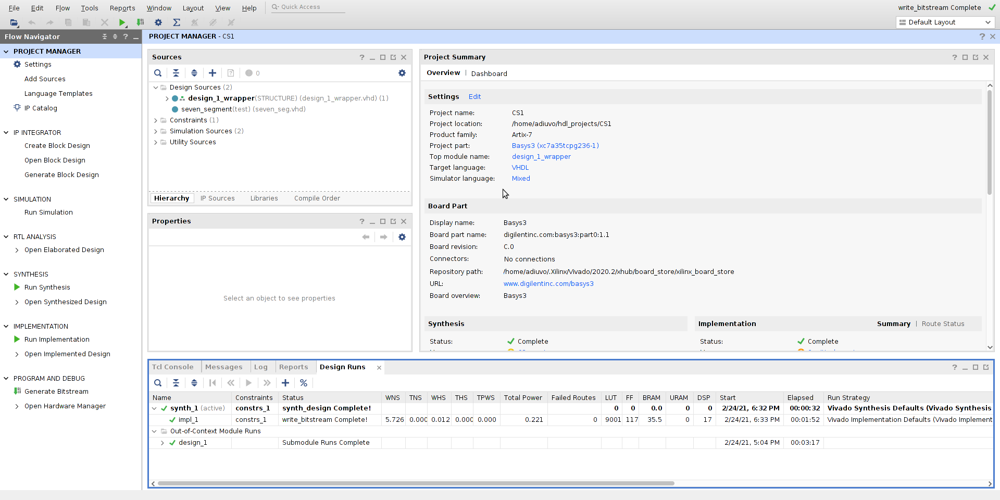 File Edit Flow Tools Reports Window Layout View Help Quick Access write_bitstream Complete
Default Layout
Flow Navigator ?
PROJECT MANAGER - CS1 ?
PROJECT MANAGER
Settings
Add Sources
Language Templates
IP Catalog
IP INTEGRATOR
Create Block Design
Open Block Design
Generate Block Design
SIMULATION
Run Simulation
RTL ANALYSIS
Open Elaborated Design
SYNTHESIS
Run Synthesis
Open Synthesized Design
IMPLEMENTATION
Run Implementation
Open Implemented Design
PROGRAM AND DEBUG
Generate Bitstream
Open Hardware Manager
Sources ?
0
Design Sources (2)
design_1_wrapper(STRUCTURE) (design_1_wrapper.vhd) (1)
seven_segment(test) (seven_seg.vhd)
Constraints (1)
Simulation Sources (2)
Utility Sources
Hierarchy IP Sources Libraries Compile Order
Properties ?
Select an object to see properties
Project Summary ?
Overview | Dashboard
Settings Edit
Project name: CS1
Project location: /home/adiuvo/hdl_projects/CS1
Product family: Artix-7
Project part: Basys3 (xc7a35tcpg236-1)
Top module name: design_1_wrapper
Target language: VHDL
Simulator language: Mixed
Board Part
Display name: Basys3
Board part name: digilentinc.com:basys3:part0:1.1
Board revision: C.0
Connectors: No connections
Repository path: /home/adiuvo/.Xilinx/Vivado/2020.2/xhub/board_store/xilinx_board_store
URL: www.digilentinc.com/basys3
Board overview: Basys3
Synthesis Implementation Summary | Route Status
Status: Complete Status: Complete
Tcl Console Messages Log Reports Design Runs ?
Name Constraints Status WNS TNS WHS THS TPWS Total Power Failed Routes LUT FF BRAM URAM DSP Start Elapsed Run Strategy
synth_1 (active) constrs_1 synth_design Complete! 0 0 0.0 0 0 2/24/21, 6:32 PM 00:00:32 Vivado Synthesis Defaults (Vivado Synthesis
impl_1 constrs_1 write_bitstream Complete! 5.726 0.000 0.012 0.000 0.000 0.221 0 9001 117 35.5 0 17 2/24/21, 6:33 PM 00:01:52 Vivado Implementation Defaults (Vivado Implement
Out-of-Context Module Runs
design_1 Submodule Runs Complete 2/24/21, 5:04 PM 00:03:17